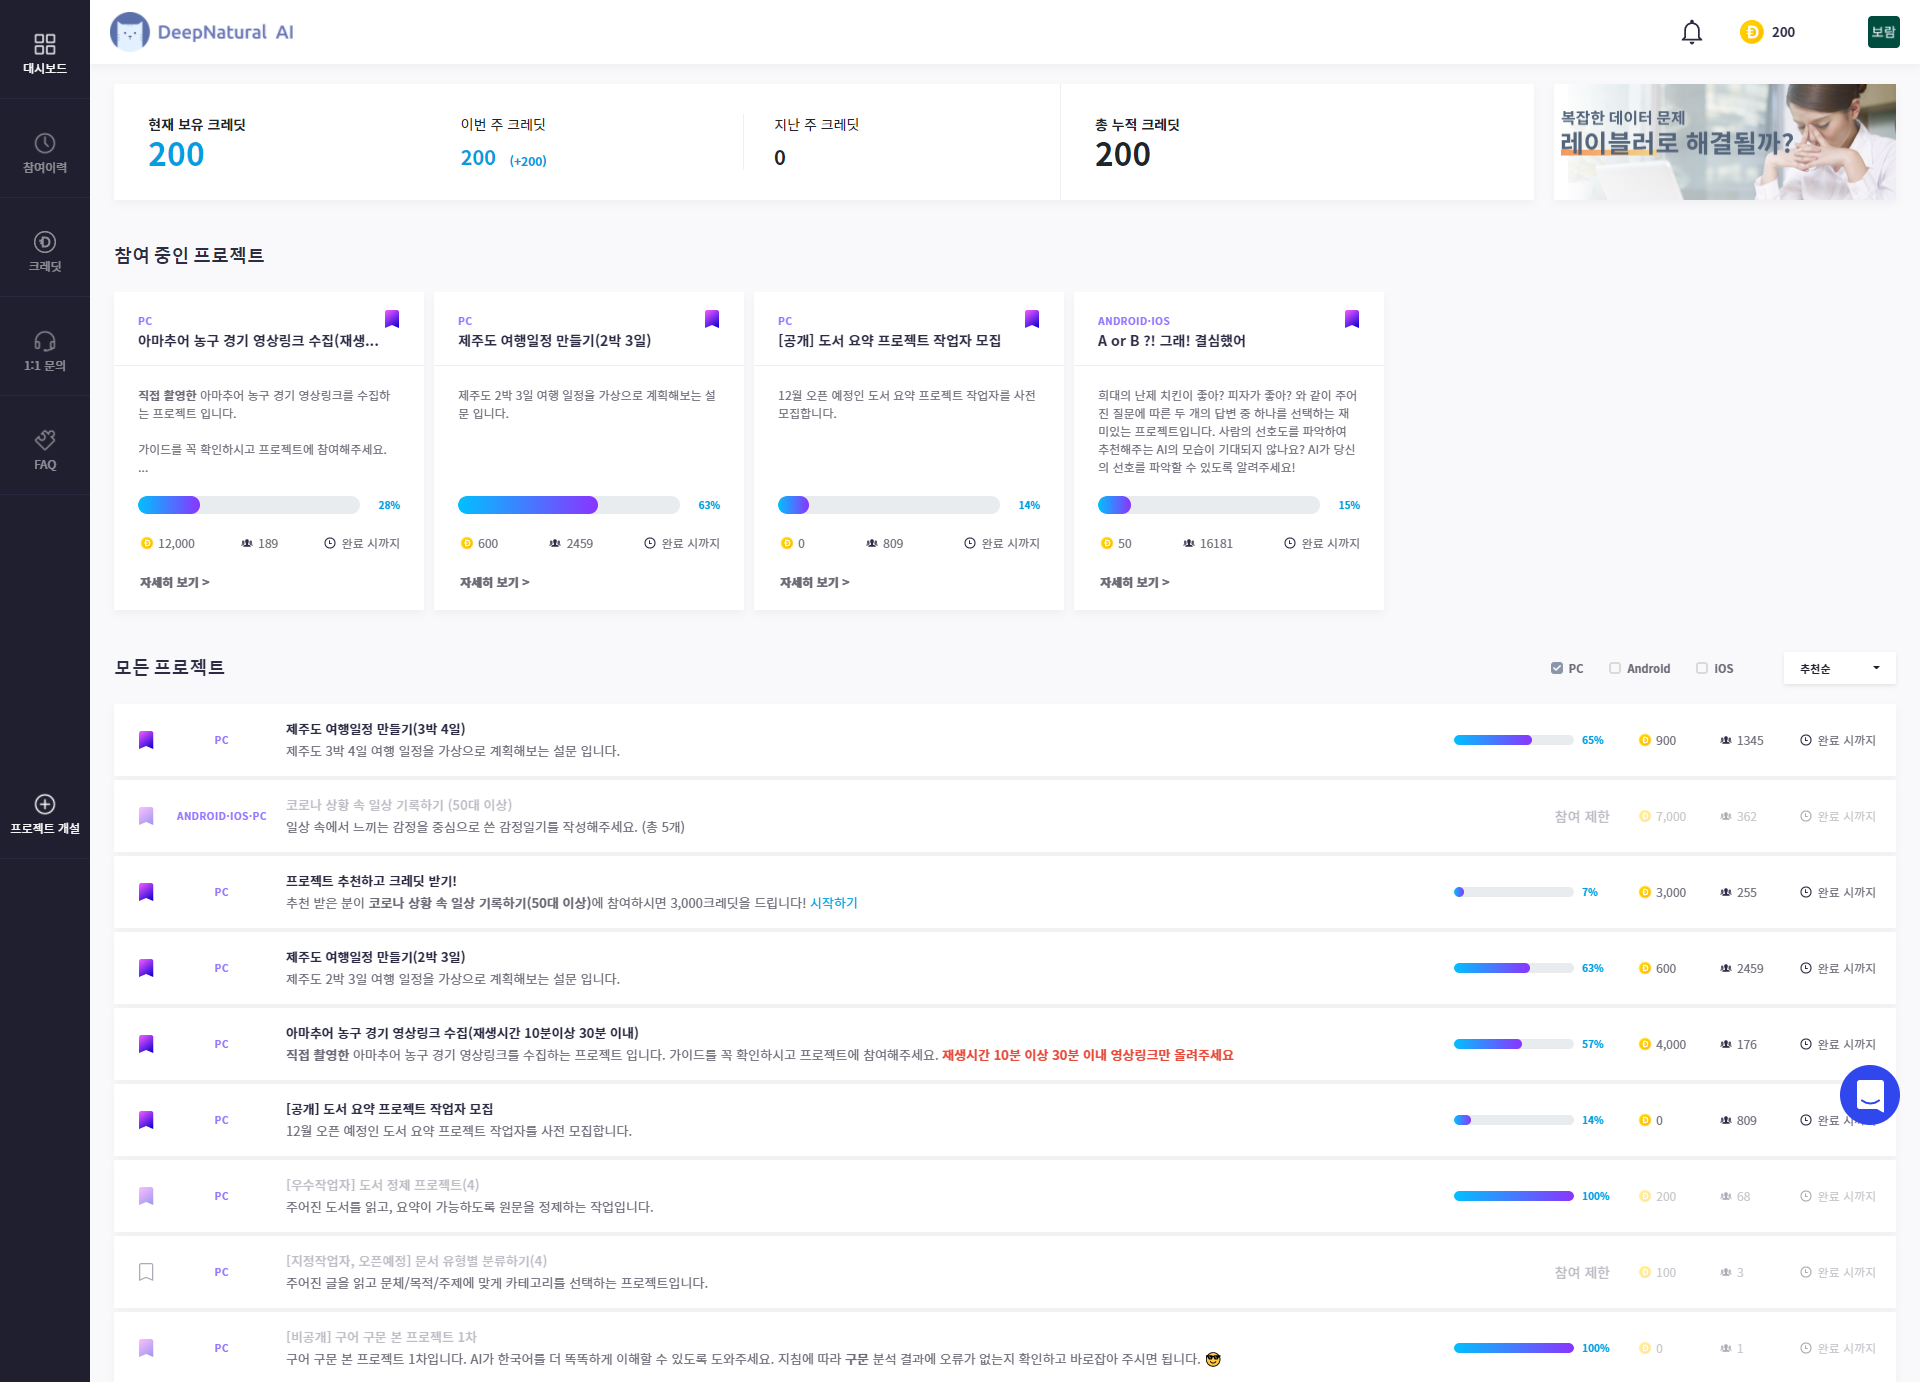 DeepNatural AI
200
보람
대시보드
참여이력
크레딧
1:1 문의
FAQ
프로젝트 개설
현재 보유 크레딧
200
이번 주 크레딧
200 (+200)
지난 주 크레딧
0
총 누적 크레딧
200
복잡한 데이터 문제
레이블러로 해결될까?
참여 중인 프로젝트
PC
아마추어 농구 경기 영상링크 수집(재생...
직접 촬영한 아마추어 농구 경기 영상링크를 수집하
는 프로젝트 입니다.
가이드를 꼭 확인하시고 프로젝트에 참여해주세요.
...
28%
12,000 189 완료 시까지
자세히 보기 >
PC
제주도 여행일정 만들기(2박 3일)
제주도 2박 3일 여행 일정을 가상으로 계획해보는 설
문 입니다.
63%
600 2459 완료 시까지
자세히 보기 >
PC
[공개] 도서 요약 프로젝트 작업자 모집
12월 오픈 예정인 도서 요약 프로젝트 작업자를 사전
모집합니다.
14%
0 809 완료 시까지
자세히 보기 >
ANDROID·IOS
A or B ?! 그래! 결심했어
희대의 난제 치킨이 좋아? 피자가 좋아? 와 같이 주어
진 질문에 따른 두 개의 답변 중 하나를 선택하는 재
미있는 프로젝트입니다. 사람의 선호도를 파악하여
추천해주는 AI의 모습이 기대되지 않나요? AI가 당신
의 선호를 파악할 수 있도록 알려주세요!
15%
50 16181 완료 시까지
자세히 보기 >
모든 프로젝트
PC Android iOS 추천순
PC
제주도 여행일정 만들기(3박 4일)
제주도 3박 4일 여행 일정을 가상으로 계획해보는 설문 입니다.
65% 900 1345 완료 시까지
ANDROID·IOS·PC
코로나 상황 속 일상 기록하기 (50대 이상)
일상 속에서 느끼는 감정을 중심으로 쓴 감정일기를 작성해주세요. (총 5개)
참여 제한 7,000 362 완료 시까지
PC
프로젝트 추천하고 크레딧 받기!
추천 받은 분이 코로나 상황 속 일상 기록하기(50대 이상)에 참여하시면 3,000크레딧을 드립니다! 시작하기
7% 3,000 255 완료 시까지
PC
제주도 여행일정 만들기(2박 3일)
제주도 2박 3일 여행 일정을 가상으로 계획해보는 설문 입니다.
63% 600 2459 완료 시까지
PC
아마추어 농구 경기 영상링크 수집(재생시간 10분이상 30분 이내)
직접 촬영한 아마추어 농구 경기 영상링크를 수집하는 프로젝트 입니다. 가이드를 꼭 확인하시고 프로젝트에 참여해주세요. 재생시간 10분 이상 30분 이내 영상링크만 올려주세요
57% 4,000 176 완료 시까지
PC
[공개] 도서 요약 프로젝트 작업자 모집
12월 오픈 예정인 도서 요약 프로젝트 작업자를 사전 모집합니다.
14% 0 809 완료
PC
[우수작업자] 도서 정제 프로젝트(4)
주어진 도서를 읽고, 요약이 가능하도록 원문을 정제하는 작업입니다.
100% 200 68 완료 시까지
PC
[지정작업자, 오픈예정] 문서 유형별 분류하기(4)
주어진 글을 읽고 문체/목적/주제에 맞게 카테고리를 선택하는 프로젝트입니다.
참여 제한 100 3 완료 시까지
PC
[비공개] 구어 구문 본 프로젝트 1차
구어 구문 본 프로젝트 1차입니다. AI가 한국어를 더 똑똑하게 이해할 수 있도록 도와주세요. 지침에 따라 구문 분석 결과에 오류가 없는지 확인하고 바로잡아 주시면 됩니다. 😎
100% 0 1 완료 시까지